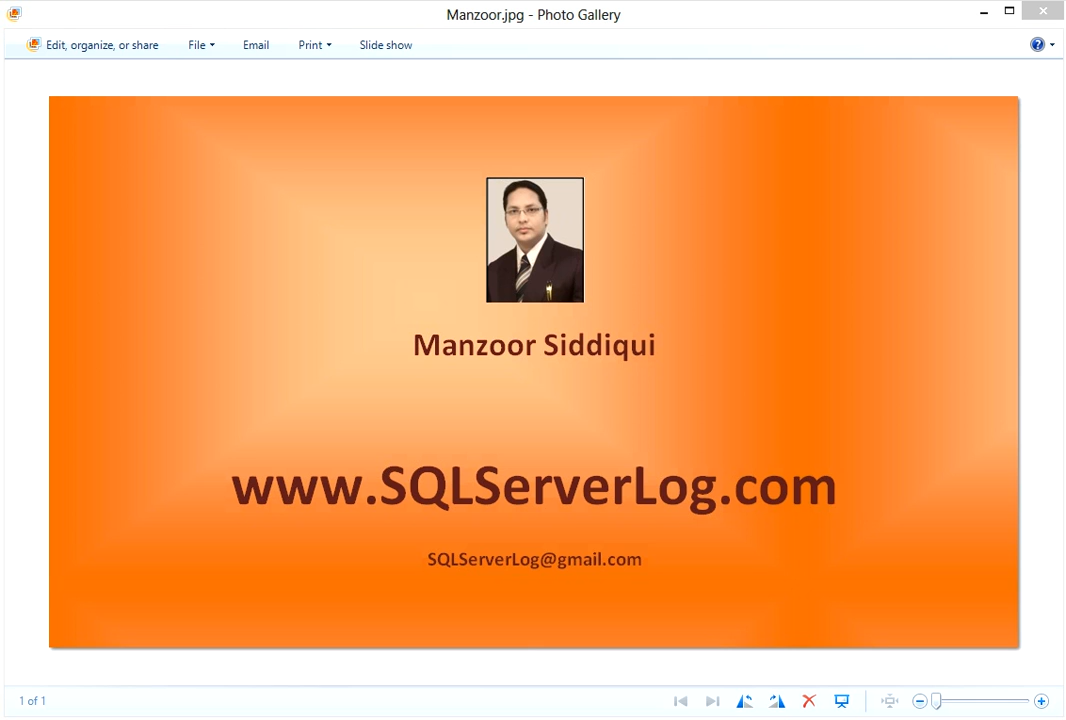 Manzoor.jpg - Photo Gallery
Edit, organize, or share File Email Print Slide show
Manzoor Siddiqui
www.SQLServerLog.com
SQLServerLog@gmail.com
1 of 1